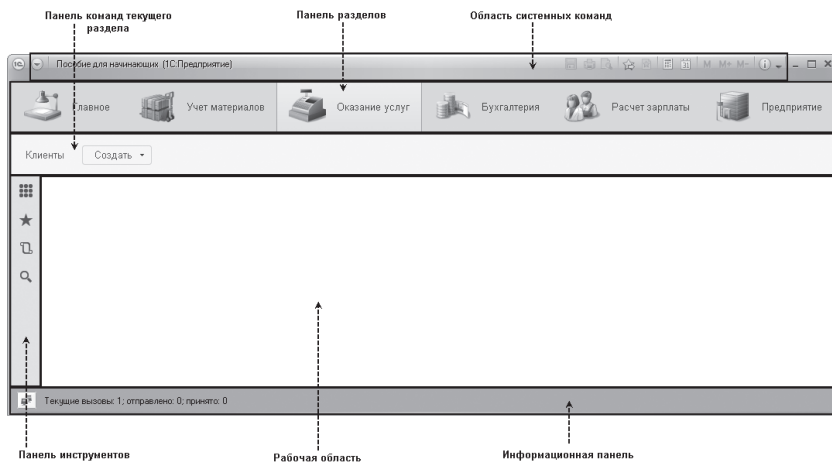 Панель команд текущего
раздела
Панель разделов
Область системных команд
1С
Пособие для начинающих (1С:Предприятие)
M M+ M-
Главное
Учет материалов
Оказание услуг
Бухгалтерия
Расчет зарплаты
Предприятие
Клиенты
Создать
Текущие вызовы: 1; отправлено: 0; принято: 0
Панель инструментов
Рабочая область
Информационная панель